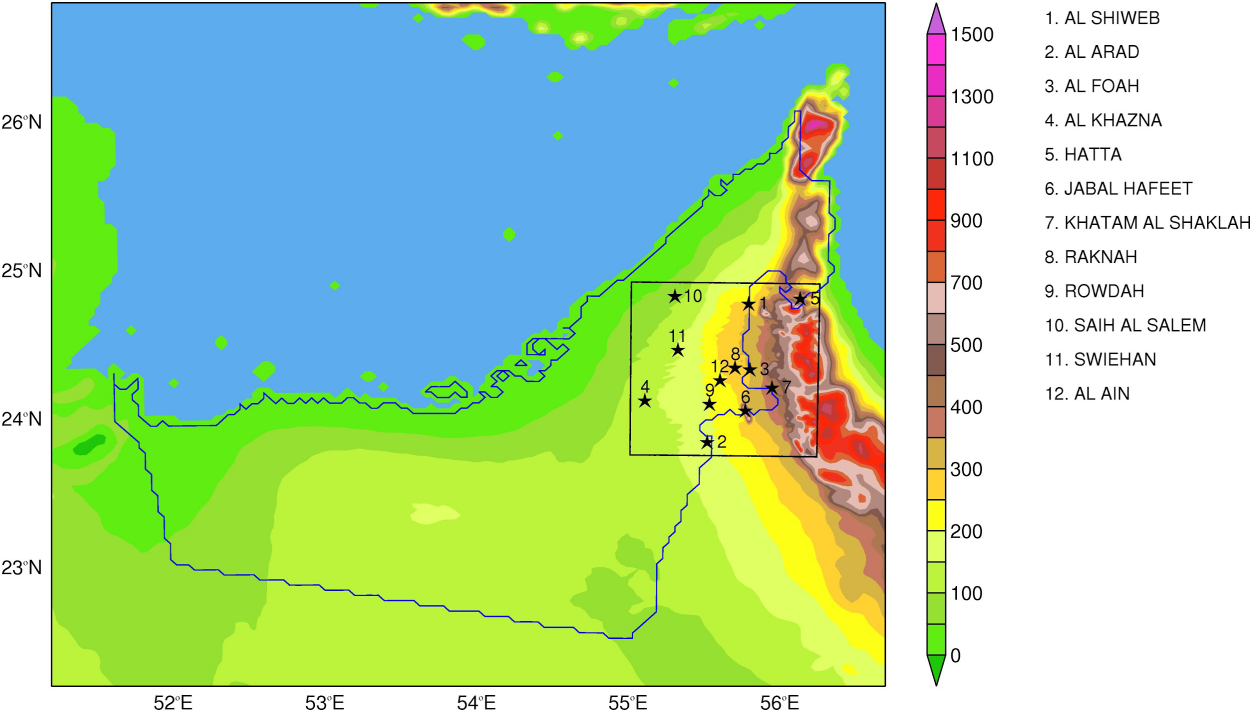 26°N
25°N
24°N
23°N
52°E
53°E
54°E
55°E
56°E
10
1
5
11
8
12
3
7
4
9
6
2
1500
1300
1100
900
700
500
400
300
200
100
0
1. AL SHIWEB
2. AL ARAD
3. AL FOAH
4. AL KHAZNA
5. HATTA
6. JABAL HAFEET
7. KHATAM AL SHAKLAH
8. RAKNAH
9. ROWDAH
10. SAIH AL SALEM
11. SWIEHAN
12. AL AIN